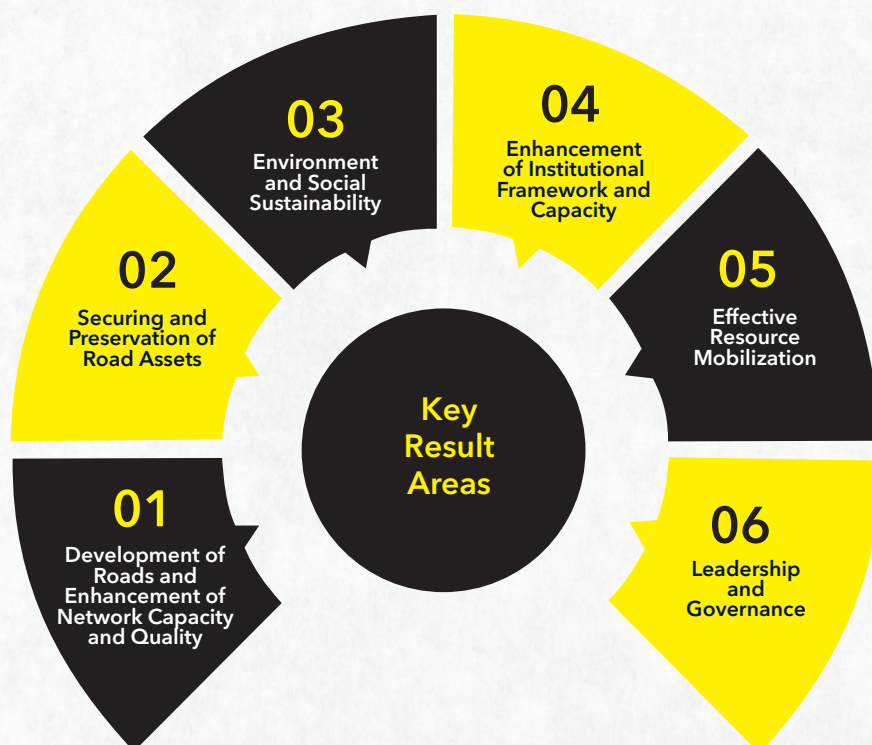 03
Environment
and Social
Sustainability
04
Enhancement
of Institutional
Framework and
Capacity
02
Securing and
Preservation of
Road Assets
05
Effective
Resource
Mobilization
Key
Result
Areas
01
Development of
Roads and
Enhancement of
Network Capacity
and Quality
06
Leadership
and
Governance